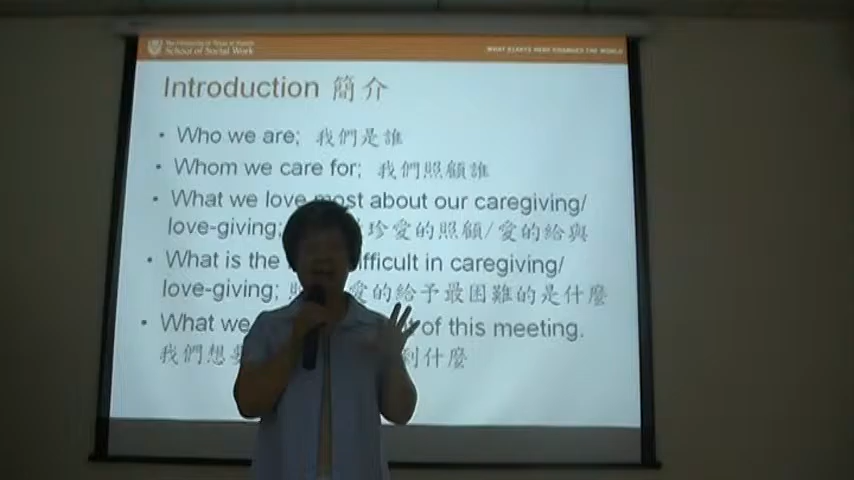 School of Social Work
WHAT STARTS HERE CHANGES THE WORLD
Introduction 簡介
• Who we are; 我們是誰
• Whom we care for; 我們照顧誰
• What we love most about our caregiving/
love-giving; 珍愛的照顧/愛的給與
• What is the difficult in caregiving/
love-giving; 愛的給予最困難的是什麼
• What we of this meeting.
我們想 到什麼